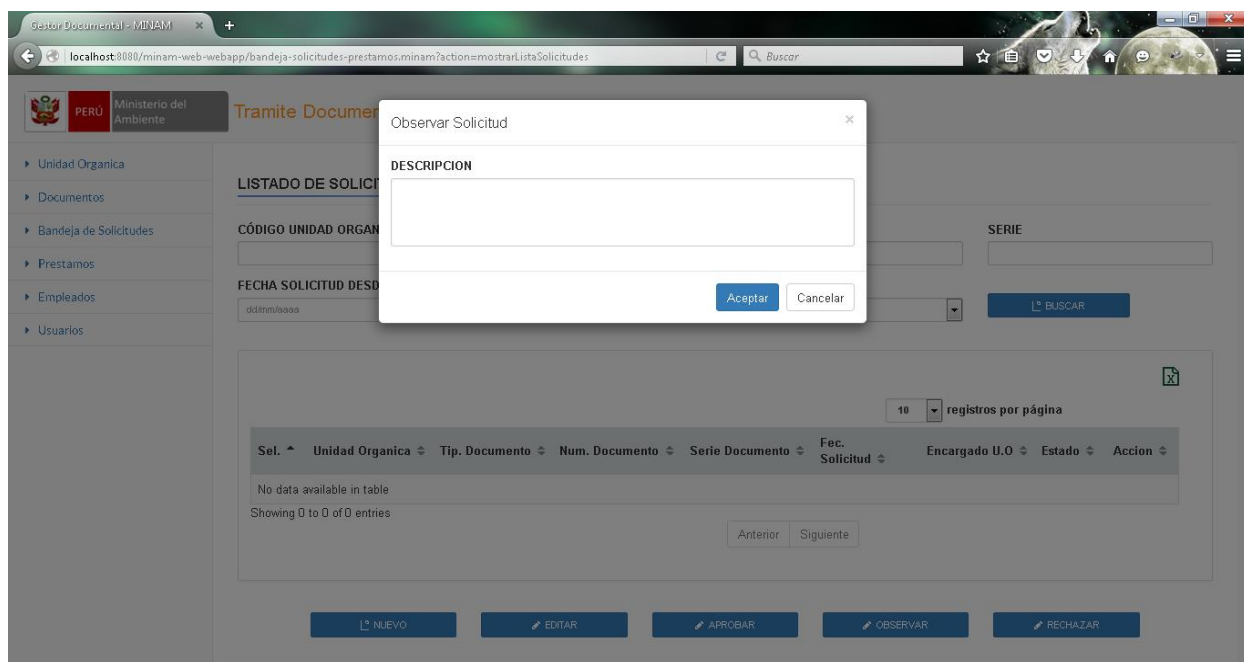 Gestor Documental - MINAM
localhost:8080/minam-web-webapp/bandeja-solicitudes-prestamos.minam?action=mostrarListaSolicitudes
Buscar
PERÚ
Ministerio del
Ambiente
Tramite Documen
Observar Solicitud
DESCRIPCION
Aceptar
Cancelar
Unidad Organica
Documentos
Bandeja de Solicitudes
Prestamos
Empleados
Usuarios
LISTADO DE SOLICI
CÓDIGO UNIDAD ORGAN
SERIE
FECHA SOLICITUD DESD
dd/mm/aaaa
BUSCAR
10 registros por página
Sel. Unidad Organica Tip. Documento Num. Documento Serie Documento Fec. Solicitud Encargado U.O Estado Accion
No data available in table
Showing 0 to 0 of 0 entries
Anterior Siguiente
NUEVO EDITAR APROBAR OBSERVAR RECHAZAR